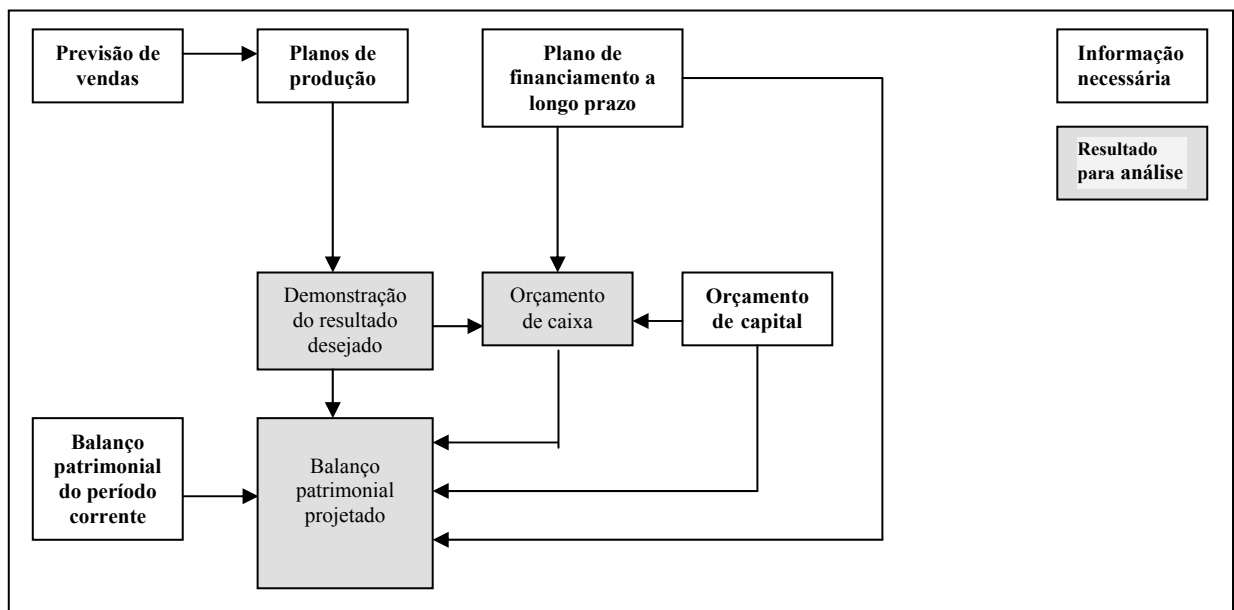 Previsão de
vendas
Planos de
produção
Plano de
financiamento a
longo prazo
Informação
necessária
Resultado
para análise
Demonstração
do resultado
desejado
Orçamento
de caixa
Orçamento
de capital
Balanço
patrimonial
do período
corrente
Balanço
patrimonial
projetado